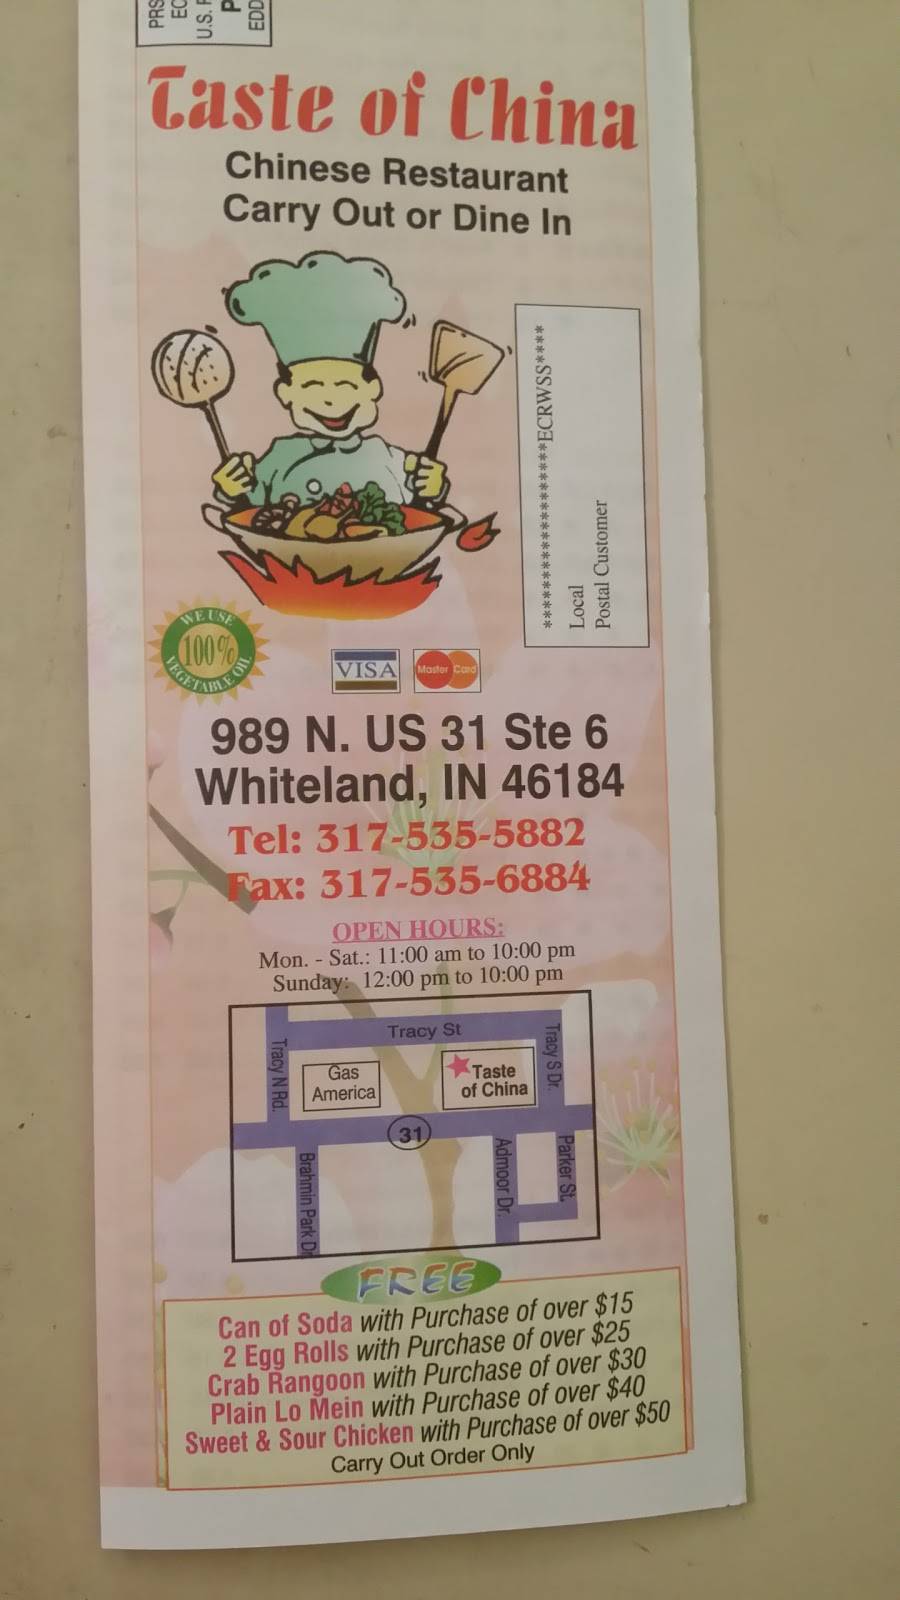 PRS
EC
U.S. P
P
EDD
Taste of China
Chinese Restaurant
Carry Out or Dine In
******************ECRWSS****
Local
Postal Customer
WE USE
100%
VEGETABLE OIL
VISA
MasterCard
989 N. US 31 Ste 6
Whiteland, IN 46184
Tel: 317-535-5882
Fax: 317-535-6884
OPEN HOURS:
Mon. - Sat.: 11:00 am to 10:00 pm
Sunday: 12:00 pm to 10:00 pm
Tracy St
Tracy N Rd.
Gas
America
Taste
of China
Tracy S Dr.
31
Brahmin Park Dr
Admoor Dr.
Parker St.
FREE
Can of Soda with Purchase of over $15
2 Egg Rolls with Purchase of over $25
Crab Rangoon with Purchase of over $30
Plain Lo Mein with Purchase of over $40
Sweet & Sour Chicken with Purchase of over $50
Carry Out Order Only